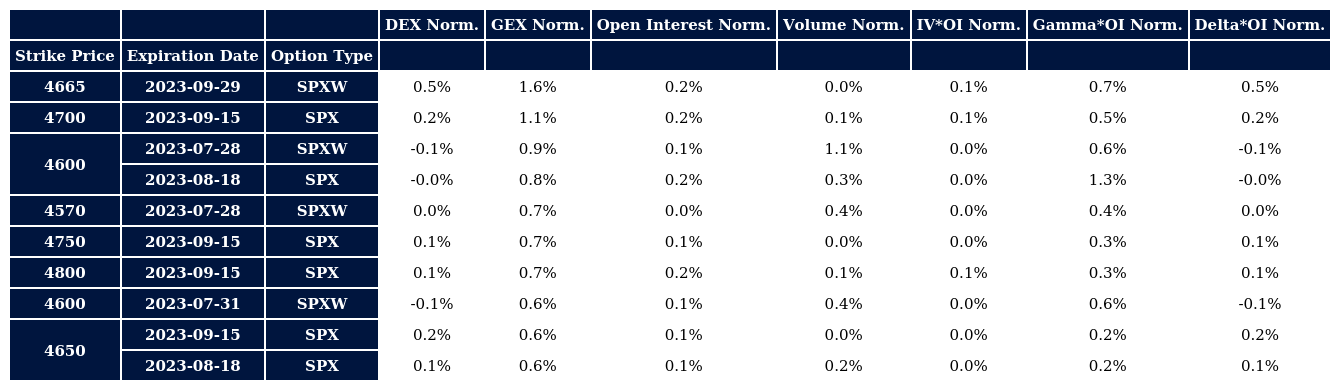 DEX Norm. GEX Norm. Open Interest Norm. Volume Norm. IV*OI Norm. Gamma*OI Norm. Delta*OI Norm.
Strike Price Expiration Date Option Type
4665 2023-09-29 SPXW 0.5% 1.6% 0.2% 0.0% 0.1% 0.7% 0.5%
4700 2023-09-15 SPX 0.2% 1.1% 0.2% 0.1% 0.1% 0.5% 0.2%
4600 2023-07-28 SPXW -0.1% 0.9% 0.1% 1.1% 0.0% 0.6% -0.1%
2023-08-18 SPX -0.0% 0.8% 0.2% 0.3% 0.0% 1.3% -0.0%
4570 2023-07-28 SPXW 0.0% 0.7% 0.0% 0.4% 0.0% 0.4% 0.0%
4750 2023-09-15 SPX 0.1% 0.7% 0.1% 0.0% 0.0% 0.3% 0.1%
4800 2023-09-15 SPX 0.1% 0.7% 0.2% 0.1% 0.1% 0.3% 0.1%
4600 2023-07-31 SPXW -0.1% 0.6% 0.1% 0.4% 0.0% 0.6% -0.1%
4650 2023-09-15 SPX 0.2% 0.6% 0.1% 0.0% 0.0% 0.2% 0.2%
2023-08-18 SPX 0.1% 0.6% 0.1% 0.2% 0.0% 0.2% 0.1%